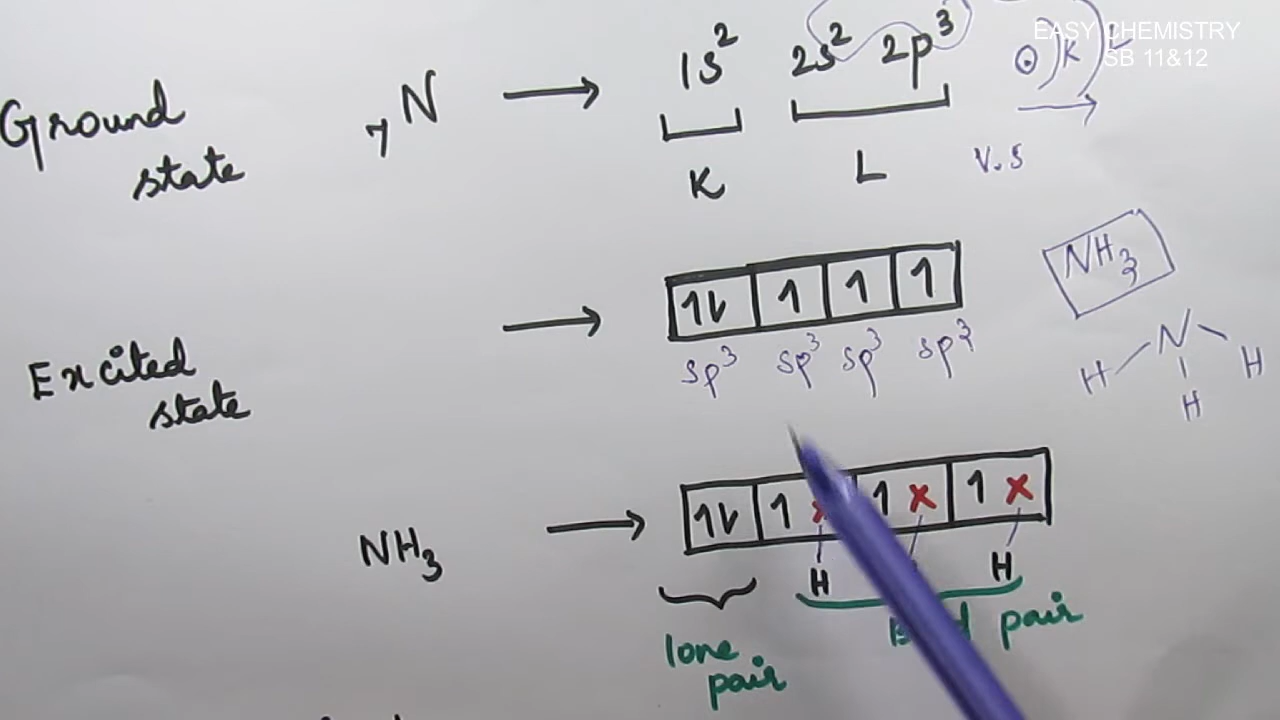 EASY CHEMISTRY
SB 11&12
Ground state
₇N → 1s² 2s² 2p³
K L
K L
V.S
Excited state
→ 1↓ 1 1 1
sp³ sp³ sp³ sp³
NH₃
N
H H H
NH₃ → 1↓ 1 x 1 x 1 x
H H
lone pair
pair